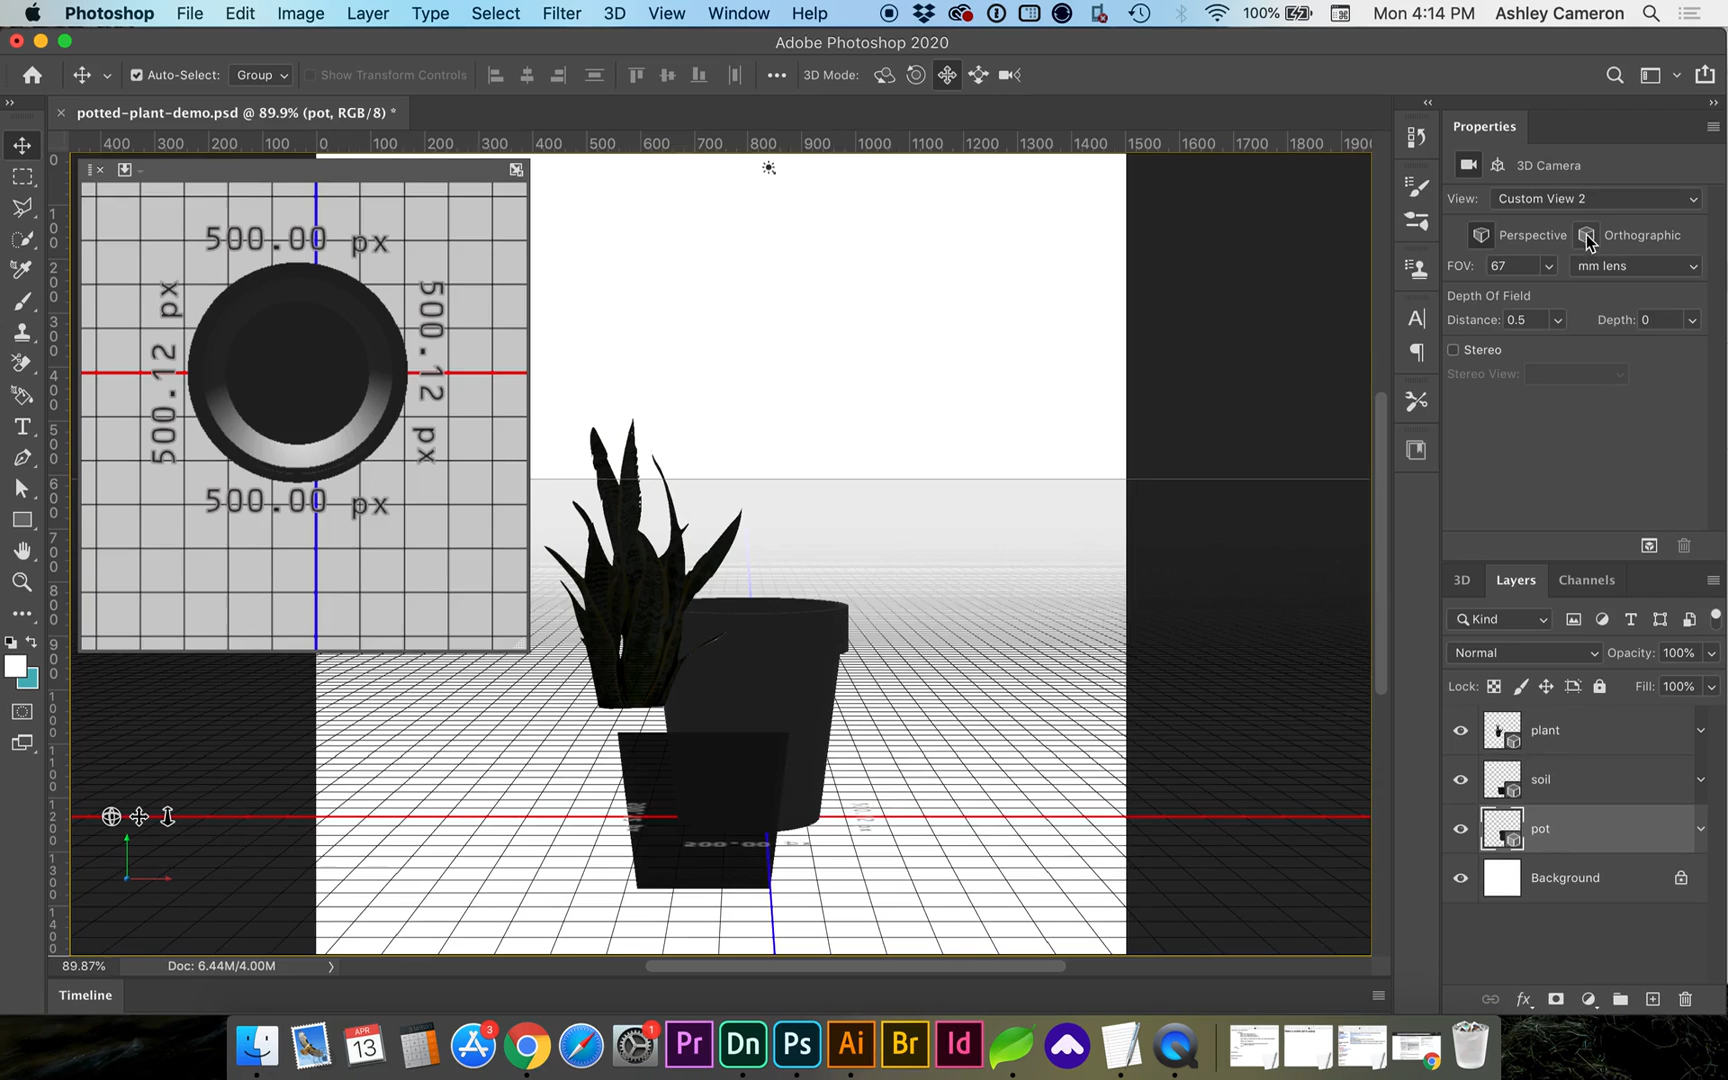 Photoshop File Edit Image Layer Type Select Filter 3D View Window Help 100% Mon 4:14 PM Ashley Cameron
Adobe Photoshop 2020
Auto-Select: Group Show Transform Controls 3D Mode:
potted-plant-demo.psd @ 89.9% (pot, RGB/8) *
400 300 200 100 0 100 200 300 400 500 600 700 800 900 1000 1100 1200 1300 1400 1500 1600 1700 1800
500.00 px
500.12 px
500.12 px
500.00 px
Properties
3D Camera
View: Custom View 2
Perspective Orthographic
FOV: 67 mm lens
Depth Of Field
Distance: 0.5 Depth: 0
Stereo
Stereo View:
3D Layers Channels
Kind
Normal Opacity: 100%
Lock: Fill: 100%
plant
soil
pot
Background
89.87% Doc: 6.44M/4.00M
Timeline
APR
13
3
1
Pr Dn Ps Ai Br Id